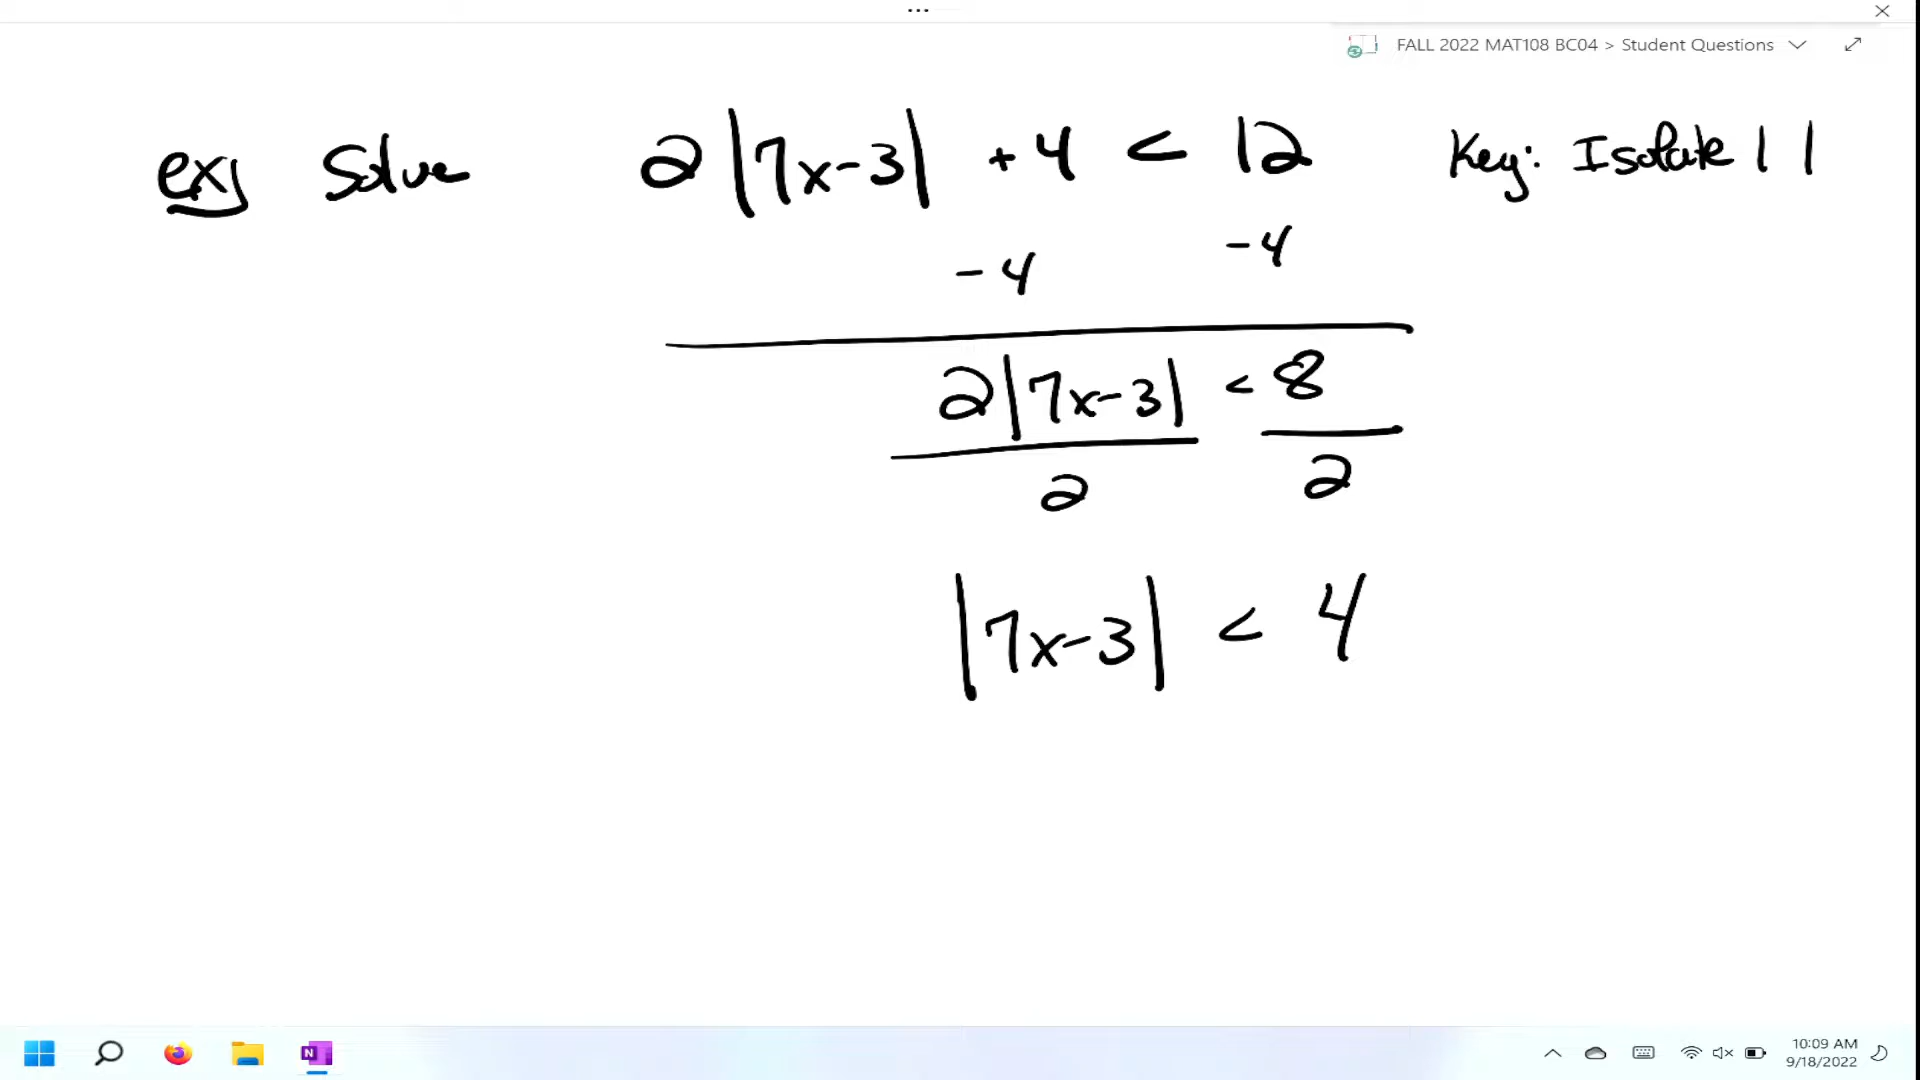 ...
FALL 2022 MAT108 BC04 > Student Questions
ex) Solve 2|7x-3| + 4 < 12 Key: Isolate | |
-4 -4
2|7x-3| < 8
2 2
|7x-3| < 4
10:09 AM
9/18/2022